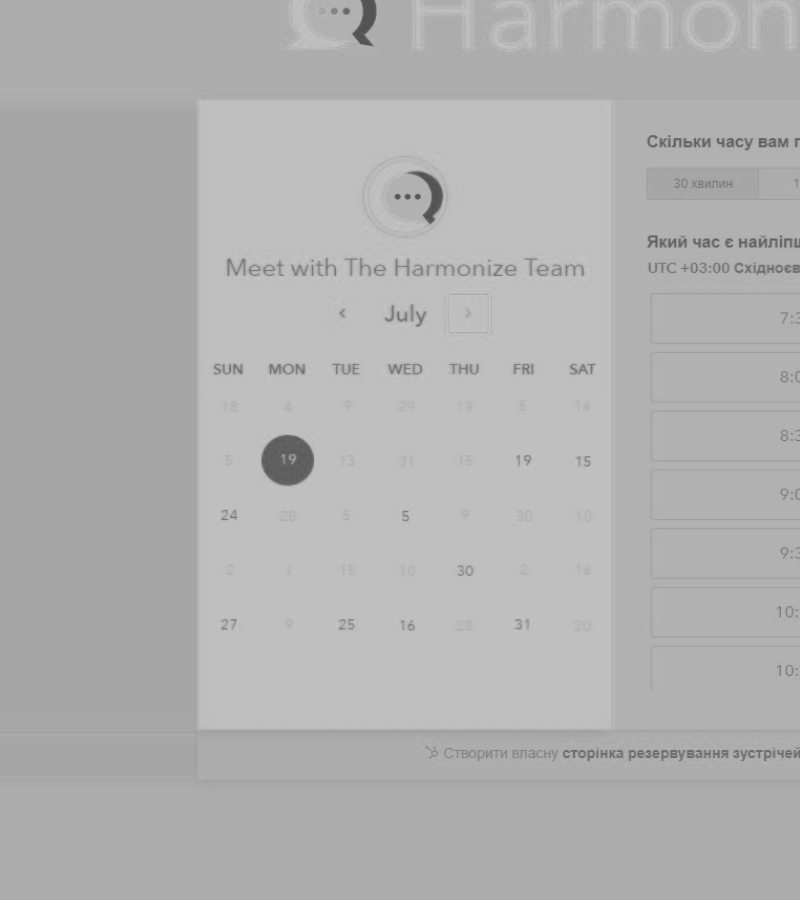 Harmon
Meet with The Harmonize Team
July
SUN MON TUE WED THU FRI SAT
18 4 9 29 19 5 14
5 19 13 31 15 19 15
24 28 5 5 9 30 10
2 1 15 10 30 2 16
27 9 25 16 28 31 20
Скільки часу вам п
30 хвилин 1
Який час є найліпш
UTC +03:00 Східноєв
7:3
8:0
8:3
9:0
9:3
10:
10:
Створити власну сторінка резервування зустрічей